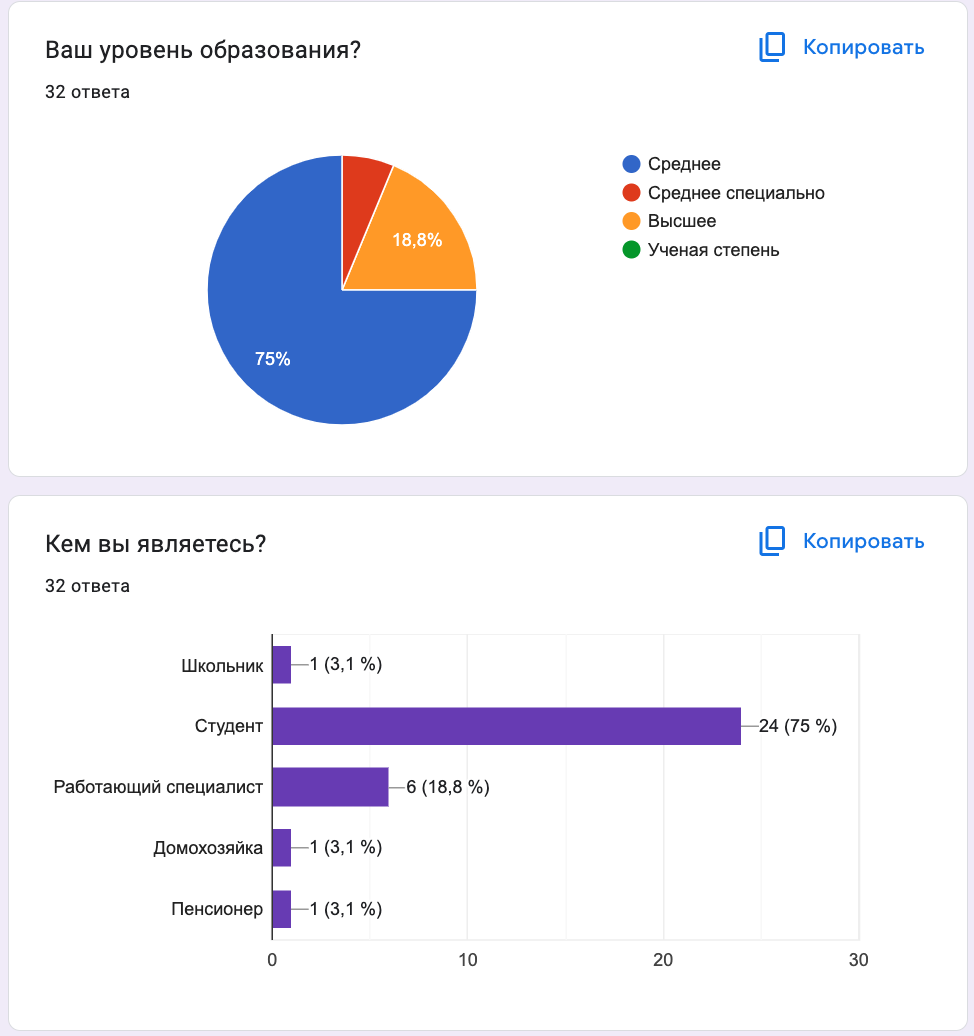 Ваш уровень образования?
Копировать
32 ответа
Среднее
Среднее специально
Высшее
Ученая степень
18,8%
75%
Кем вы являетесь?
Копировать
32 ответа
Школьник 1 (3,1 %)
Студент 24 (75 %)
Работающий специалист 6 (18,8 %)
Домохозяйка 1 (3,1 %)
Пенсионер 1 (3,1 %)
0 10 20 30